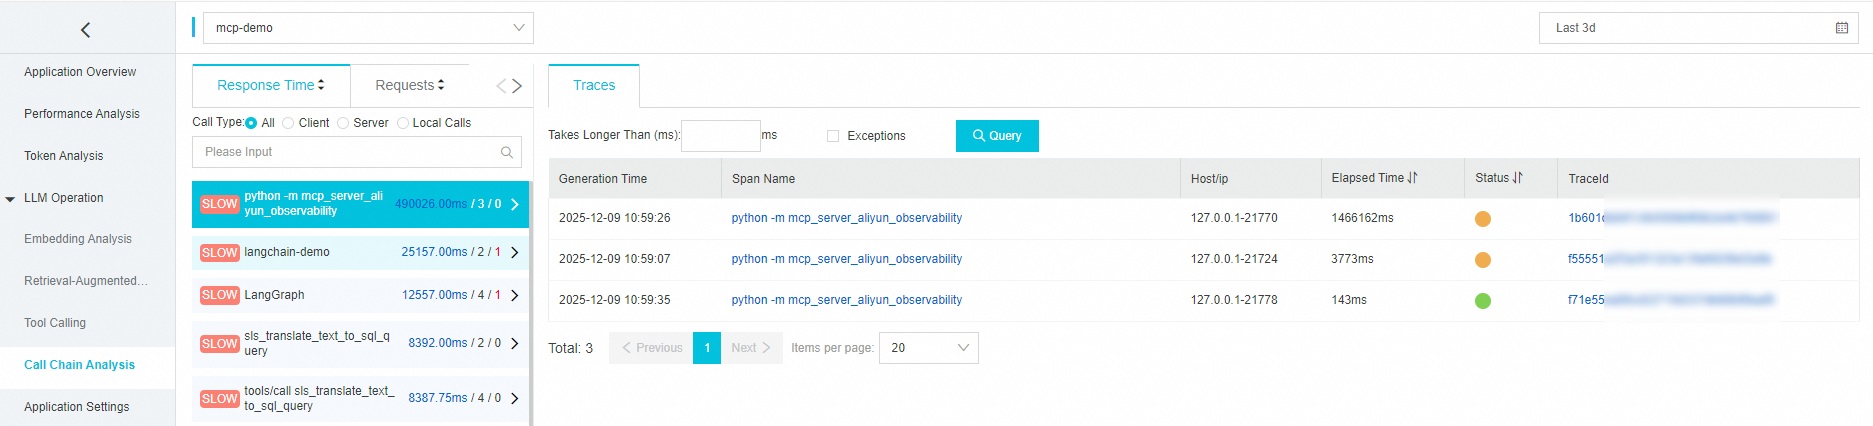 mcp-demo
Last 3d
Application Overview
Performance Analysis
Token Analysis
LLM Operation
Embedding Analysis
Retrieval-Augmented...
Tool Calling
Call Chain Analysis
Application Settings
Response Time
Requests
Call Type: All Client Server Local Calls
Please Input
SLOW python -m mcp_server_ali
yun_observability 490026.00ms / 3 / 0
SLOW langchain-demo 25157.00ms / 2 / 1
SLOW LangGraph 12557.00ms / 4 / 1
SLOW sls_translate_text_to_sql_q
uery 8392.00ms / 2 / 0
SLOW tools/call sls_translate_text_
to_sql_query 8387.75ms / 4 / 0
Traces
Takes Longer Than (ms): ms Exceptions Query
Generation Time Span Name Host/ip Elapsed Time Status TraceId
2025-12-09 10:59:26 python -m mcp_server_aliyun_observability 127.0.0.1-21770 1466162ms 1b601
2025-12-09 10:59:07 python -m mcp_server_aliyun_observability 127.0.0.1-21724 3773ms f55551
2025-12-09 10:59:35 python -m mcp_server_aliyun_observability 127.0.0.1-21778 143ms f71e55
Total: 3 Previous 1 Next Items per page: 20